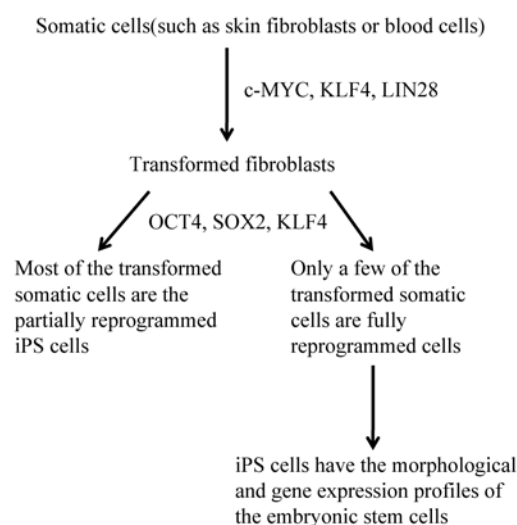 Somatic cells(such as skin fibroblasts or blood cells)
c-MYC, KLF4, LIN28
Transformed fibroblasts
OCT4, SOX2, KLF4
Most of the transformed
somatic cells are the
partially reprogrammed
iPS cells
Only a few of the
transformed somatic
cells are fully
reprogrammed cells
iPS cells have the morphological
and gene expression profiles of
the embryonic stem cells